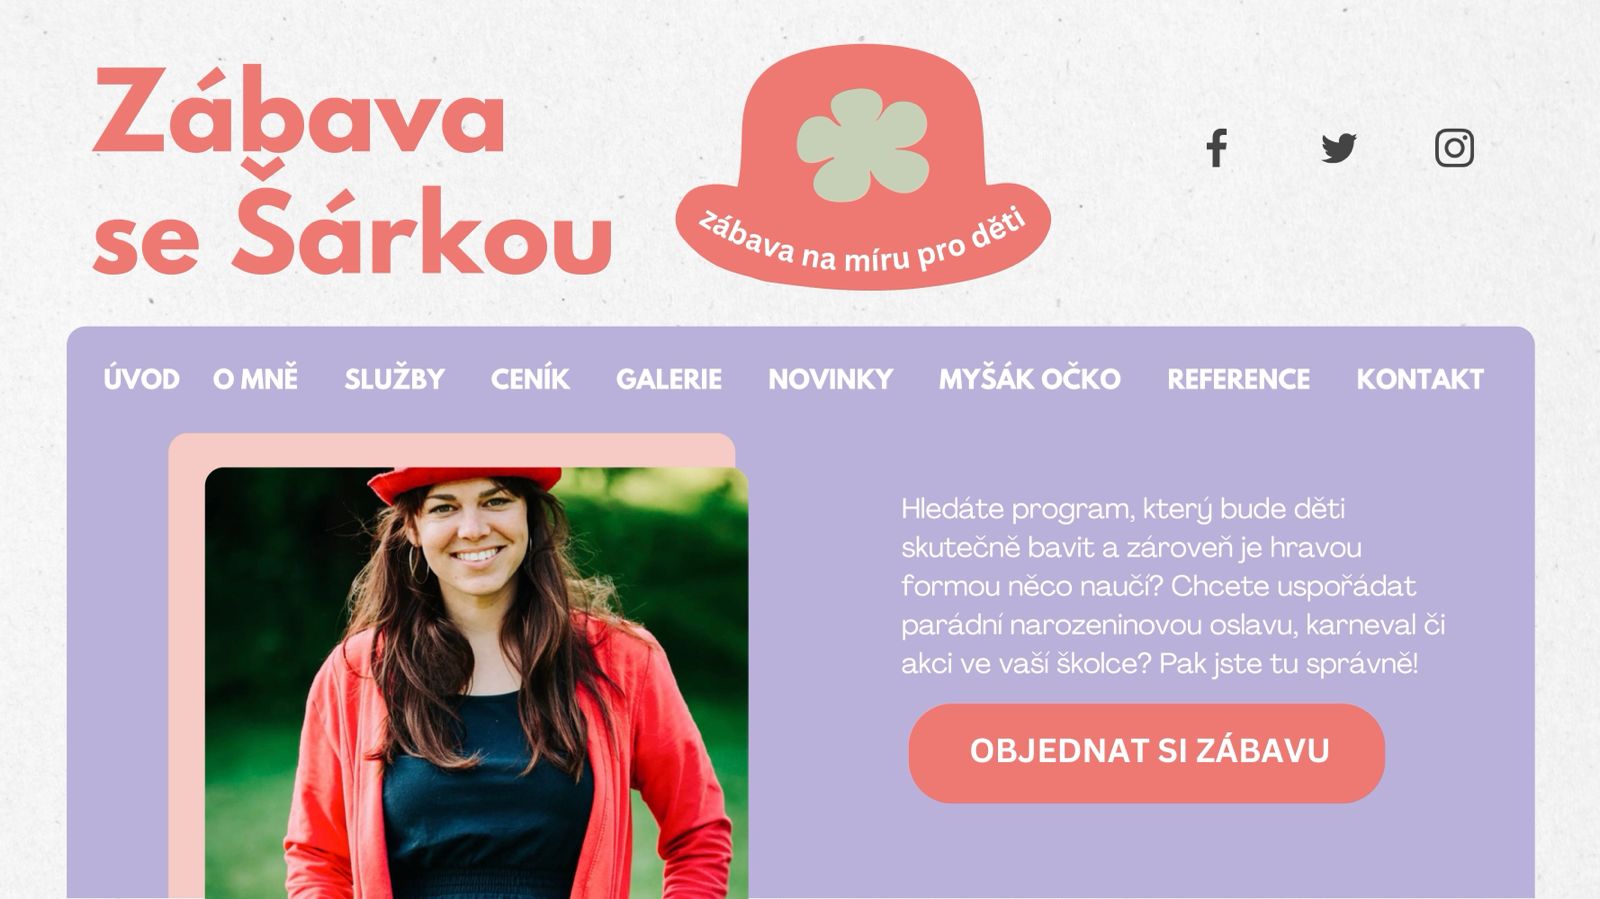 Zábava
se Šárkou
zábava na míru pro děti
ÚVOD O MNĚ SLUŽBY CENÍK GALERIE NOVINKY MYŠÁK OČKO REFERENCE KONTAKT
Hledáte program, který bude děti
skutečně bavit a zároveň je hravou
formou něco naučí? Chcete uspořádat
parádní narozeninovou oslavu, karneval či
akci ve vaší školce? Pak jste tu správně!
OBJEDNAT SI ZÁBAVU